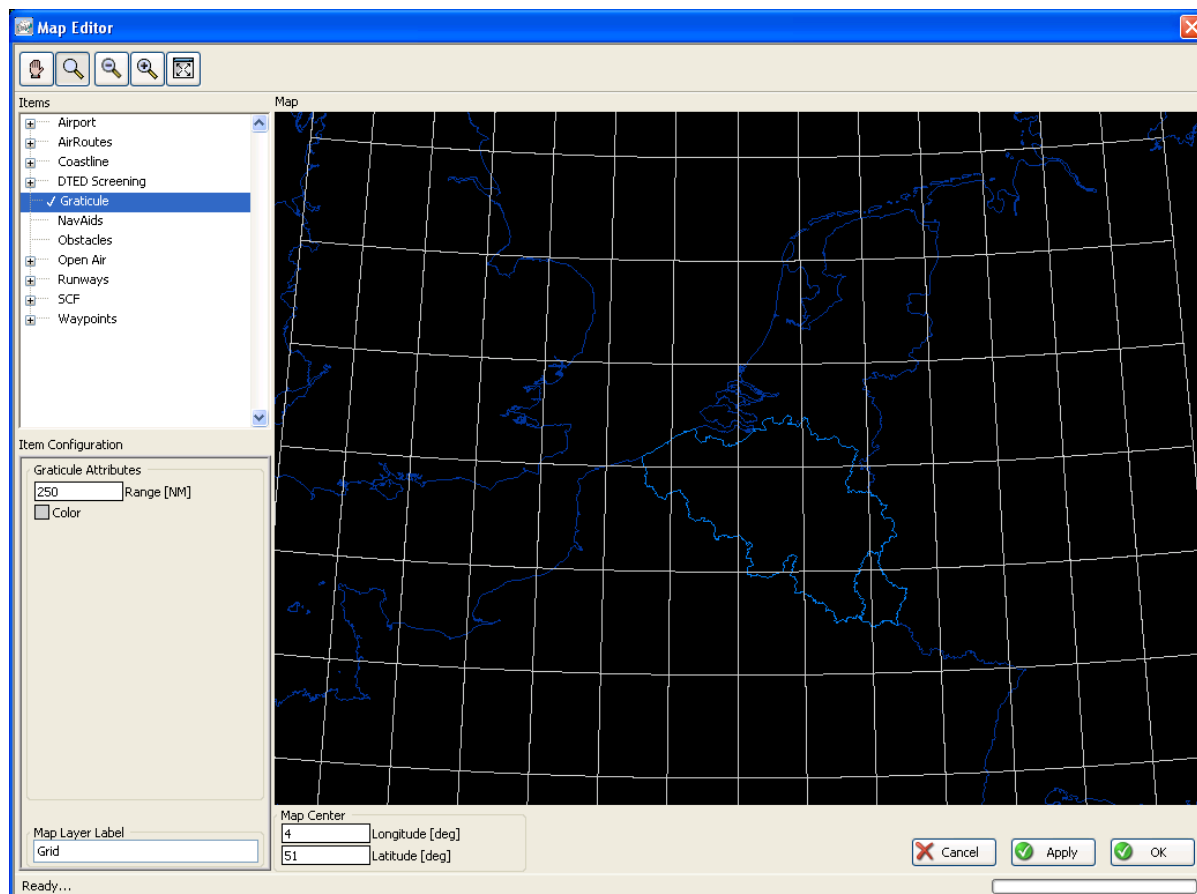 Map Editor
Items
Map
Airport
AirRoutes
Coastline
DTED Screening
Graticule
NavAids
Obstacles
Open Air
Runways
SCF
Waypoints
Item Configuration
Graticule Attributes
250 Range [NM]
Color
Map Layer Label
Grid
Map Center
4 Longitude [deg]
51 Latitude [deg]
Cancel Apply OK
Ready...